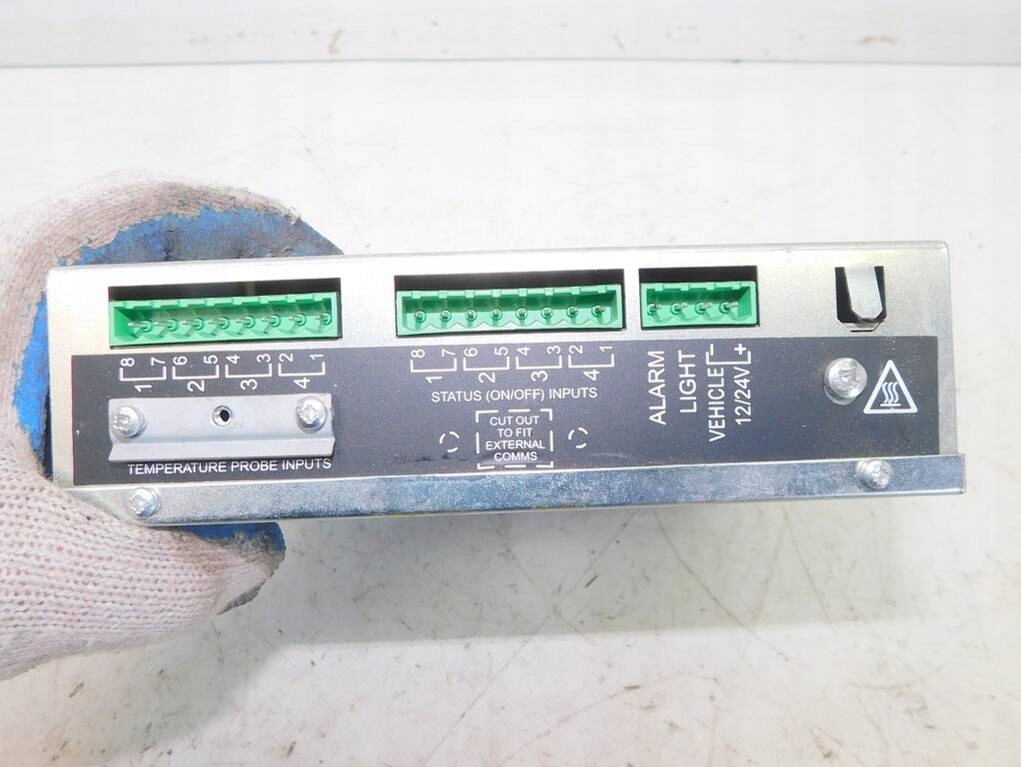 8 7 6 5 4 3 2 1
1 2 3 4
TEMPERATURE PROBE INPUTS
8 7 6 5 4 3 2 1
1 2 3 4
STATUS (ON/OFF) INPUTS
CUT OUT
TO FIT
EXTERNAL
COMMS
ALARM
LIGHT
VEHICLE -
12/24V +